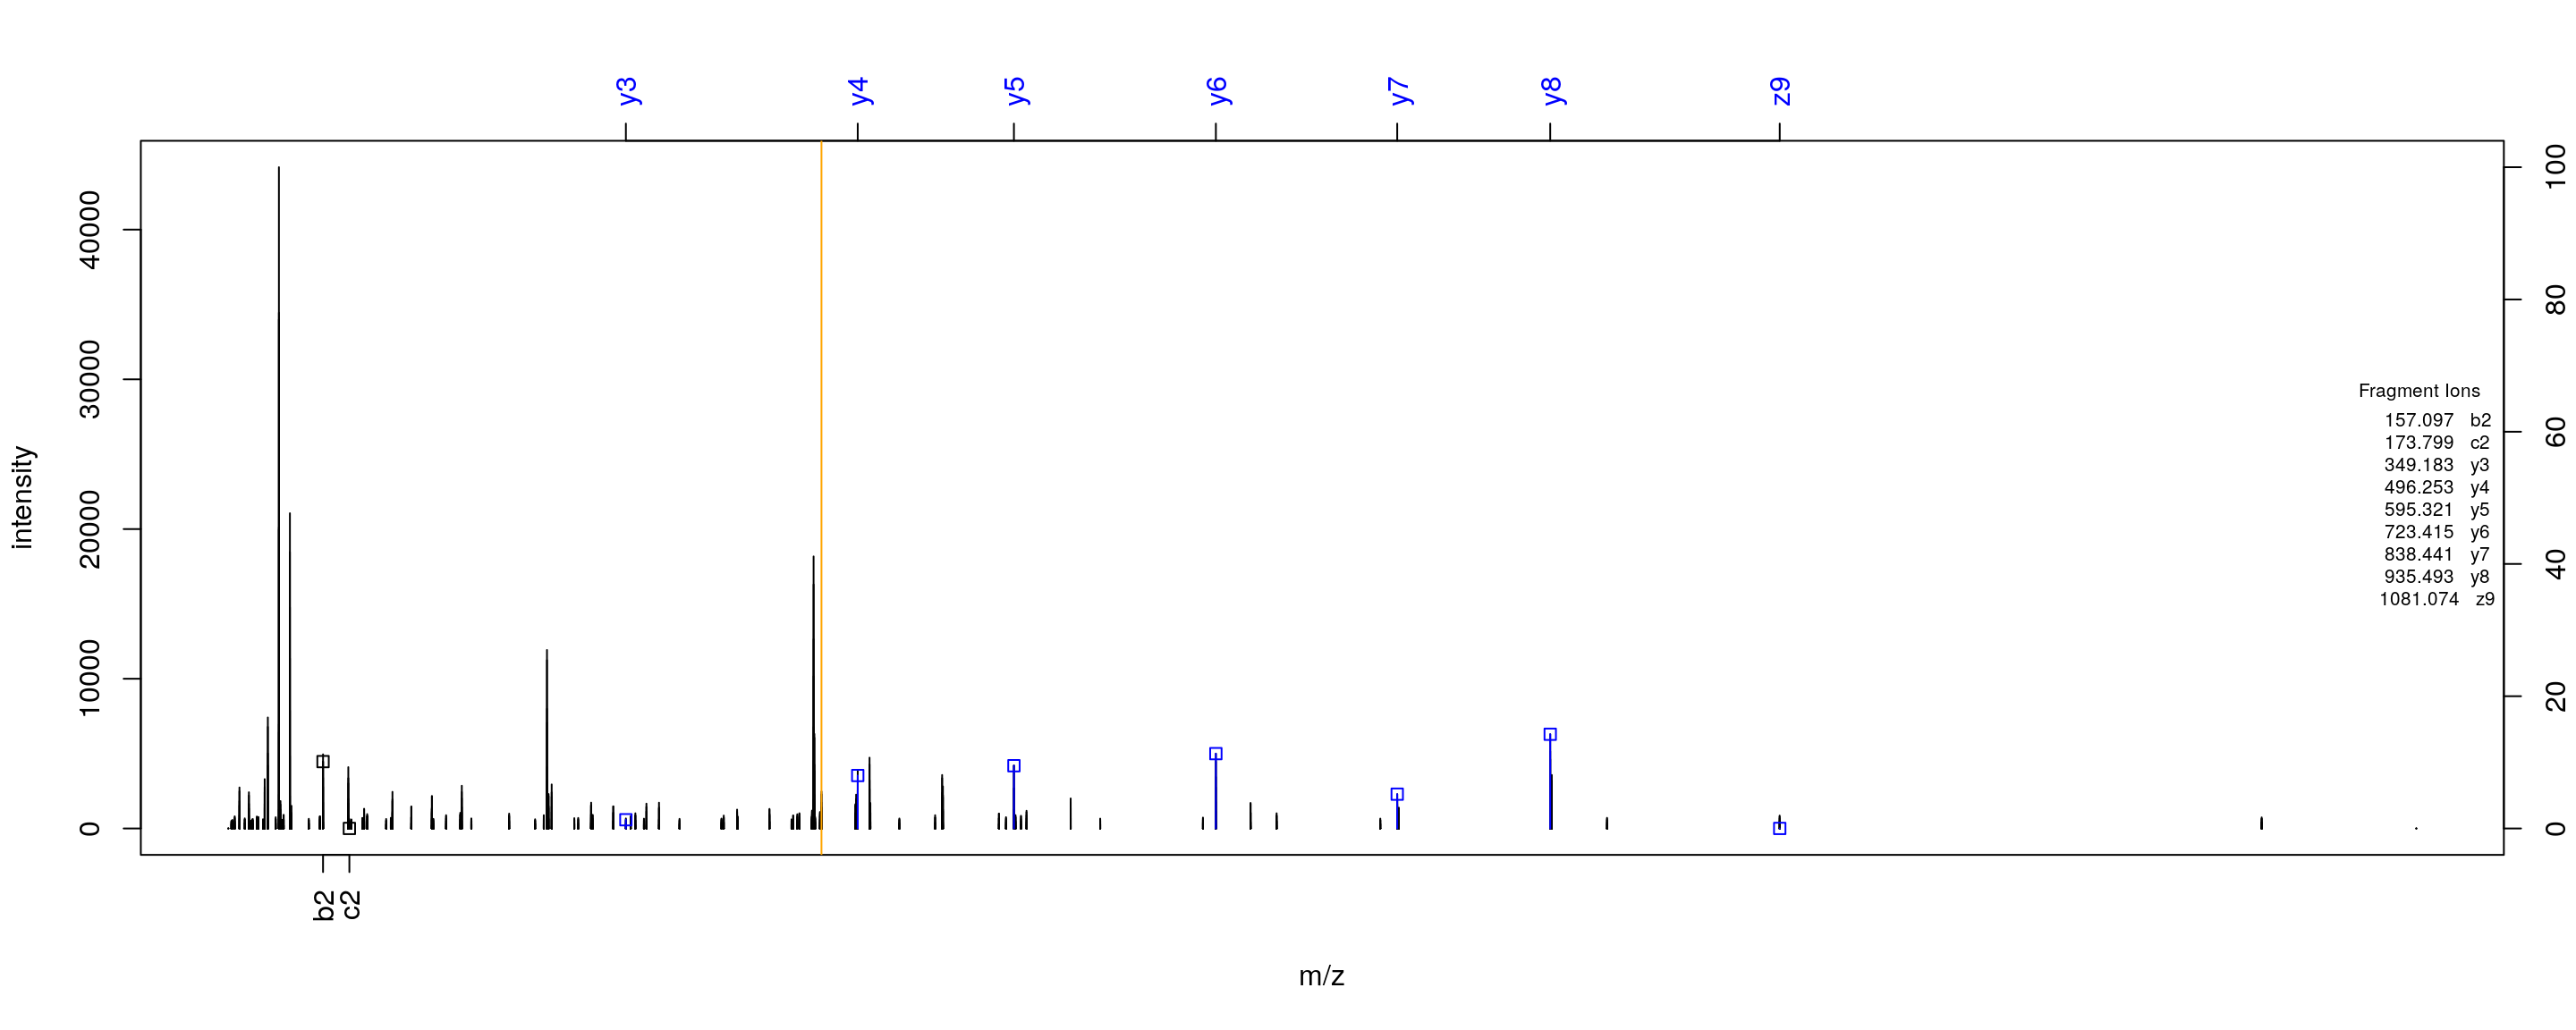 y3 y4 y5 y6 y7 y8 z9
intensity
0 10000 20000 30000 40000
0 20 40 60 80 100
Fragment Ions
157.097 b2
173.799 c2
349.183 y3
496.253 y4
595.321 y5
723.415 y6
838.441 y7
935.493 y8
1081.074 z9
b2 c2
m/z